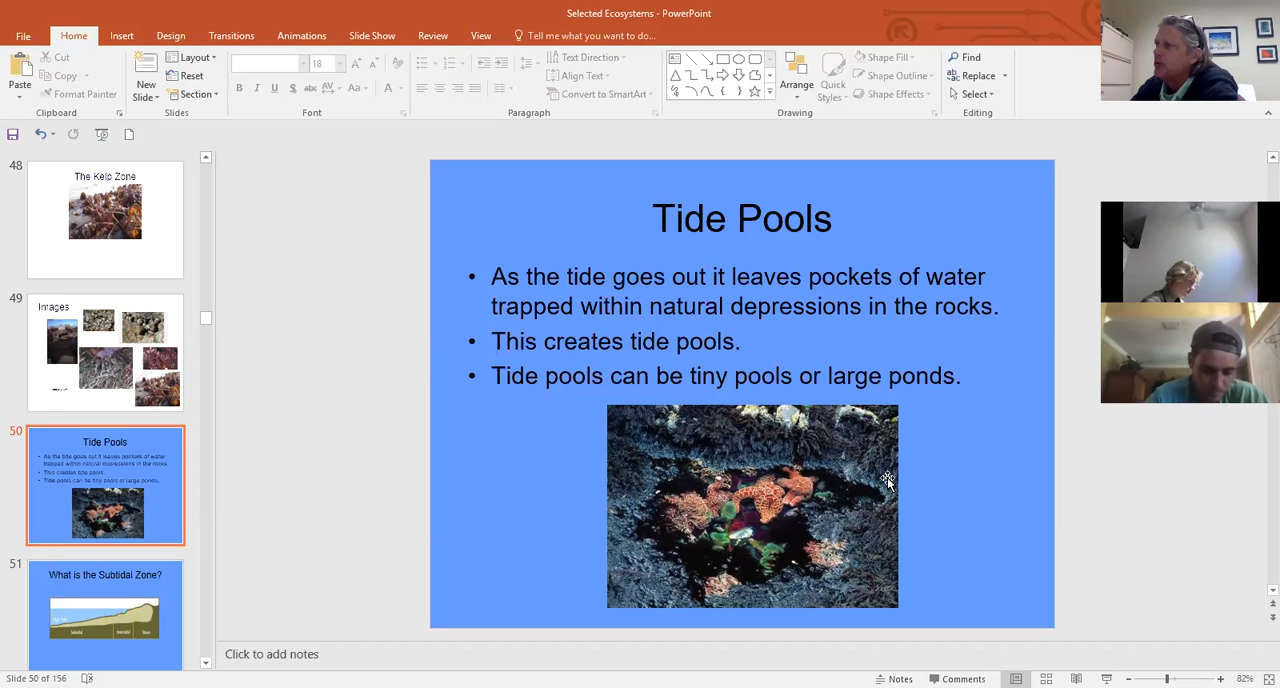 Selected Ecosystems - PowerPoint
File Home Insert Design Transitions Animations Slide Show Review View Tell me what you want to do...
Paste
Cut
Copy
Format Painter
Clipboard
New Slide
Layout
Reset
Section
Slides
18
B I U S abc AV Aa A
Font
Paragraph
Text Direction
Align Text
Convert to SmartArt
Arrange
Quick Styles
Shape Fill
Shape Outline
Shape Effects
Drawing
Find
Replace
Select
Editing
48
The Kelp Zone
49
Images
50
Tide Pools
• As the tide goes out it leaves pockets of water
trapped within natural depressions in the rocks.
• This creates tide pools.
• Tide pools can be tiny pools or large ponds.
51
What is the Subtidal Zone?
Tide Pools
• As the tide goes out it leaves pockets of water
trapped within natural depressions in the rocks.
• This creates tide pools.
• Tide pools can be tiny pools or large ponds.
Click to add notes
Slide 50 of 156
Notes Comments 82%